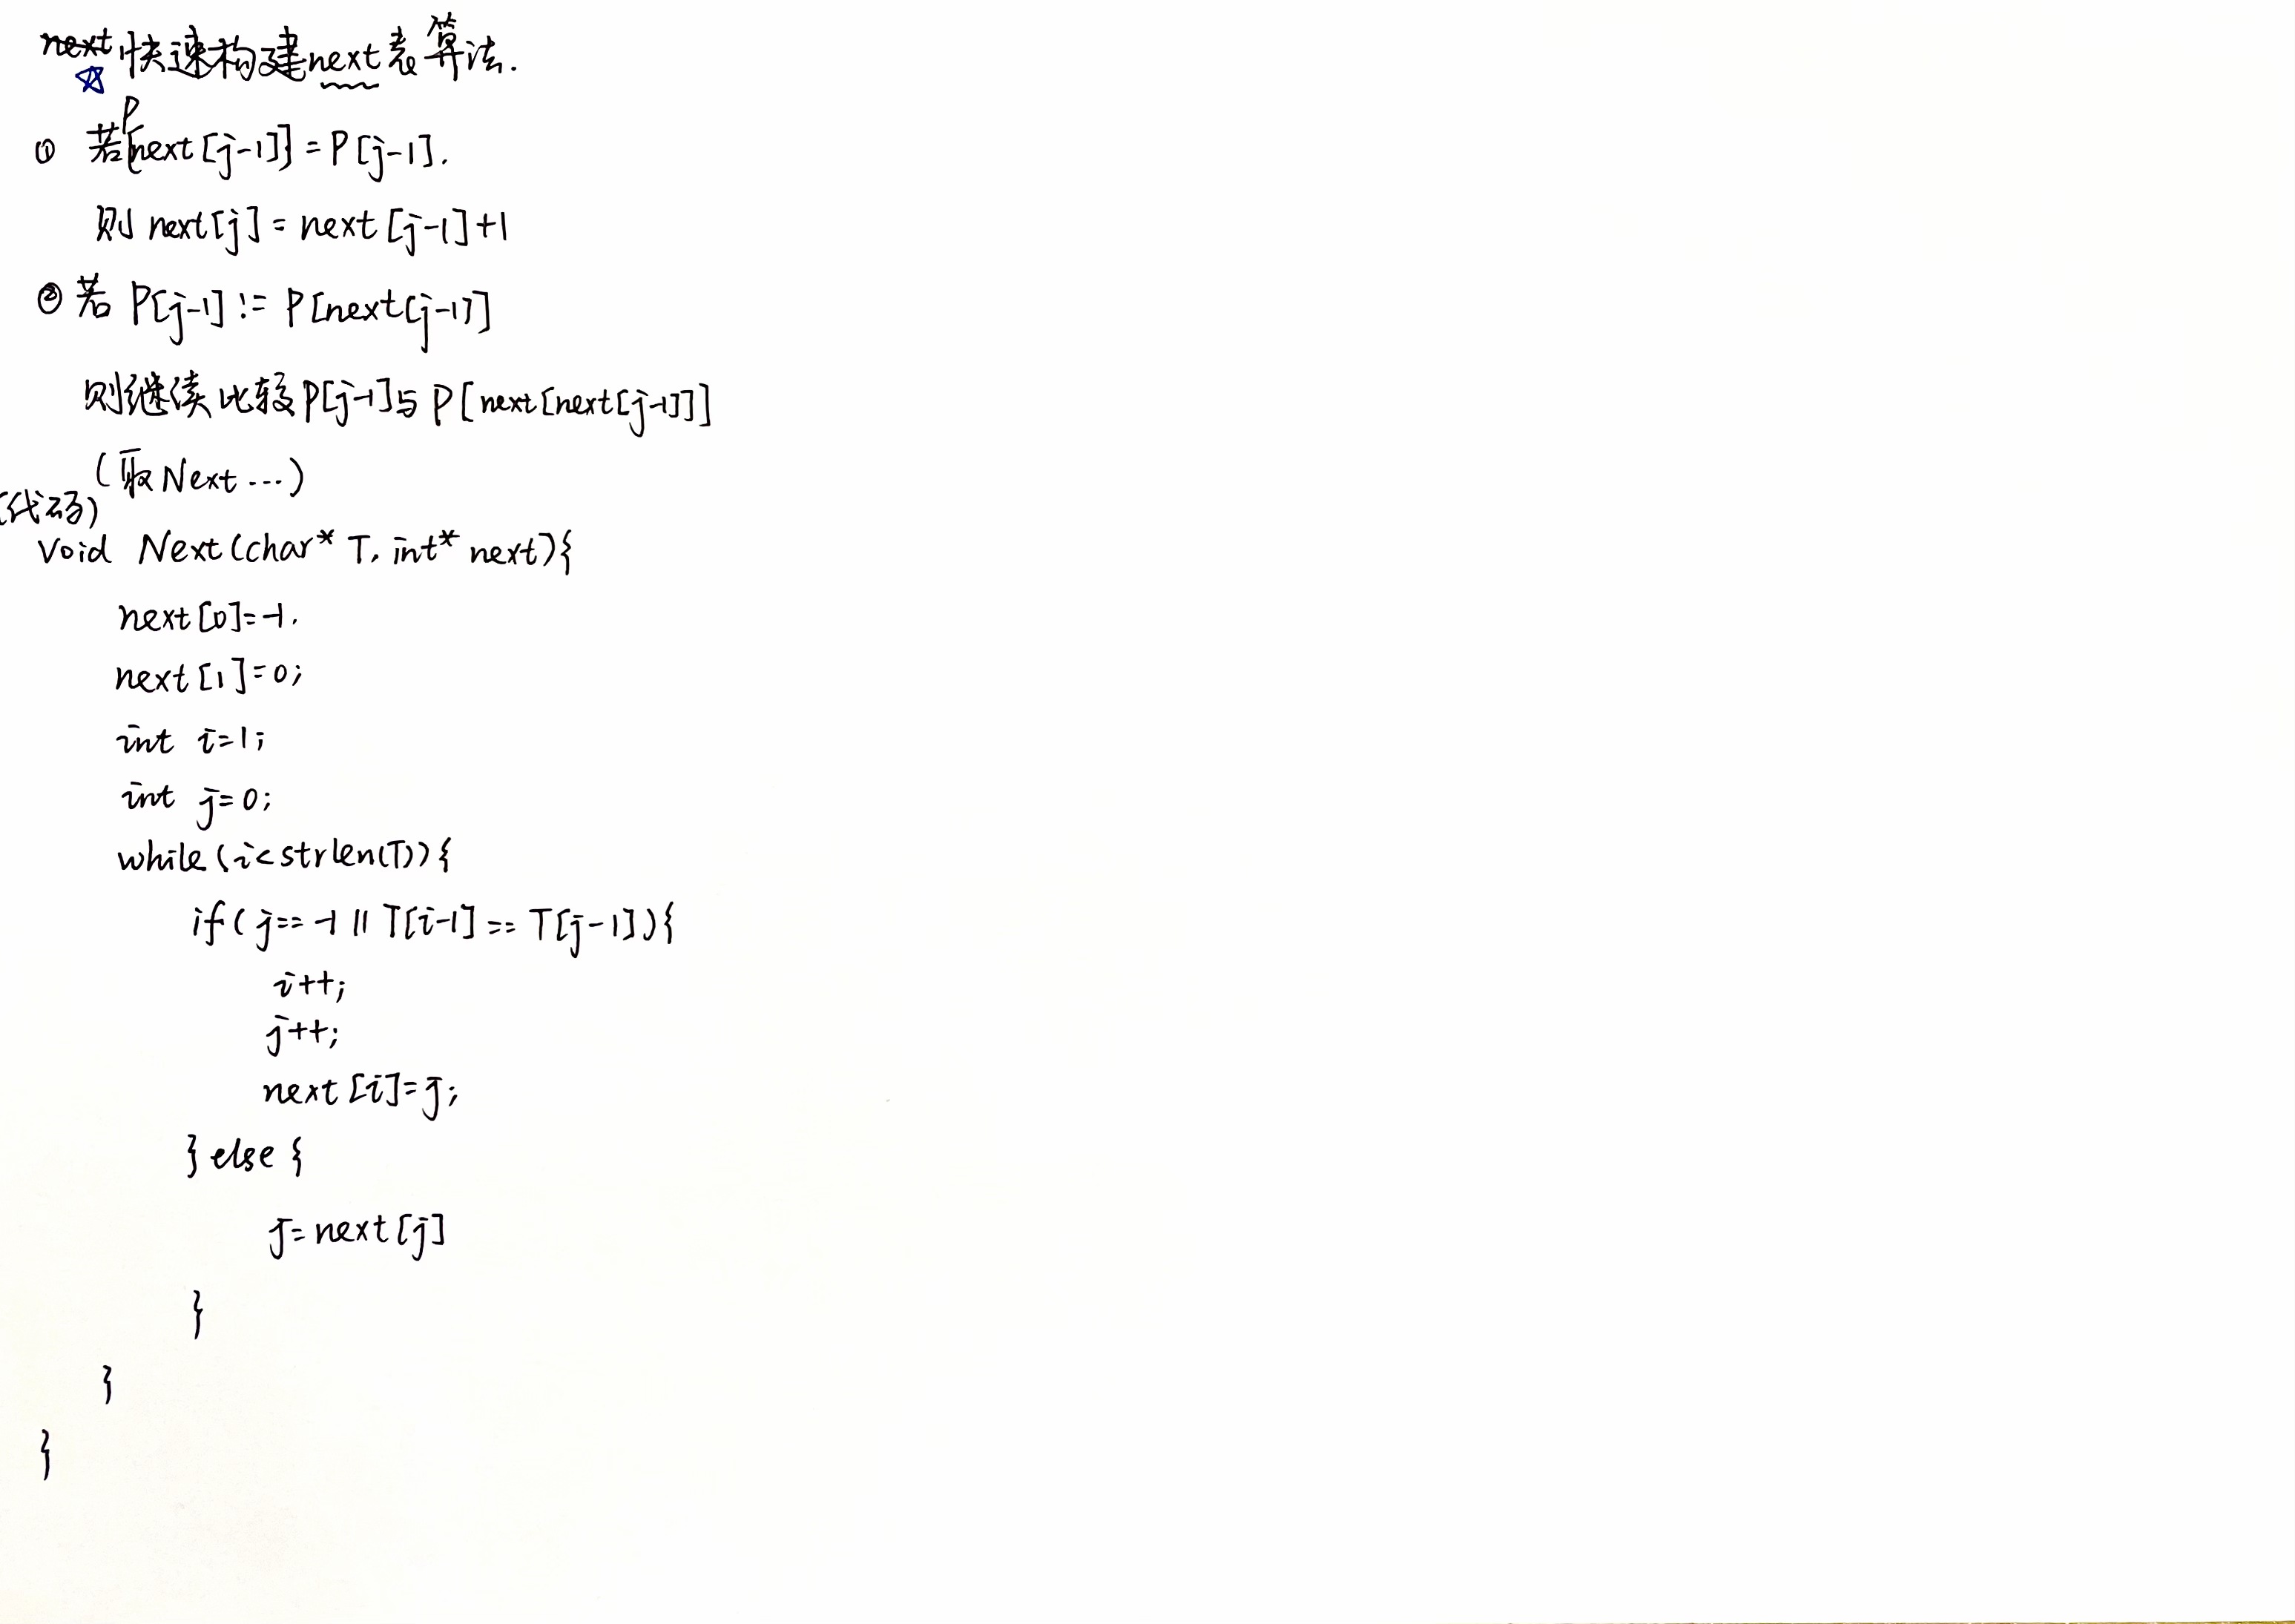 next 快速构建next表算法.
① 若P[next[j-1]] = P[j-1].
则 next[j] = next[j-1]+1
② 若 P[j-1] != P[next[j-1]]
则继续比较P[j-1]与 P[next[next[j-1]]]
(取Next ...)
(代码)
void Next(char* T, int* next){
next[0]=-1.
next[1]=0;
int i=1;
int j=0;
while(i<strlen(T)){
if(j==-1 || T[i-1] == T[j-1]){
i++;
j++;
next[i]=j;
} else {
j=next[j]
}
}
}